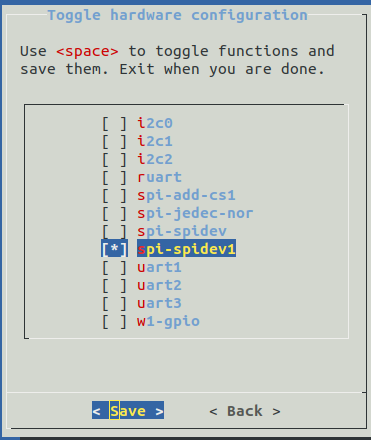 Toggle hardware configuration
Use <space> to toggle functions and
save them. Exit when you are done.
[ ] i2c0
[ ] i2c1
[ ] i2c2
[ ] ruart
[ ] spi-add-cs1
[ ] spi-jedec-nor
[ ] spi-spidev
[*] spi-spidev1
[ ] uart1
[ ] uart2
[ ] uart3
[ ] w1-gpio
< Save > < Back >